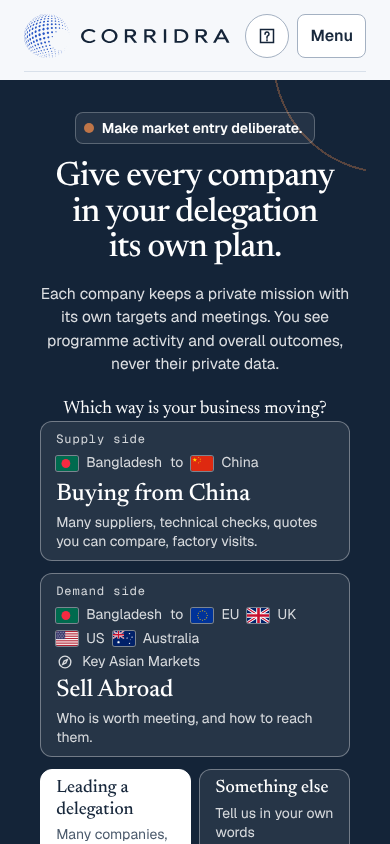 CORRIDRA
?
Menu
Make market entry deliberate.
Give every company
in your delegation
its own plan.
Each company keeps a private mission with
its own targets and meetings. You see
programme activity and overall outcomes,
never their private data.
Which way is your business moving?
Supply side
Bangladesh to China
Buying from China
Many suppliers, technical checks, quotes
you can compare, factory visits.
Demand side
Bangladesh to EU UK
US Australia
Key Asian Markets
Sell Abroad
Who is worth meeting, and how to reach
them.
Leading a
delegation
Many companies,
Something else
Tell us in your own
words